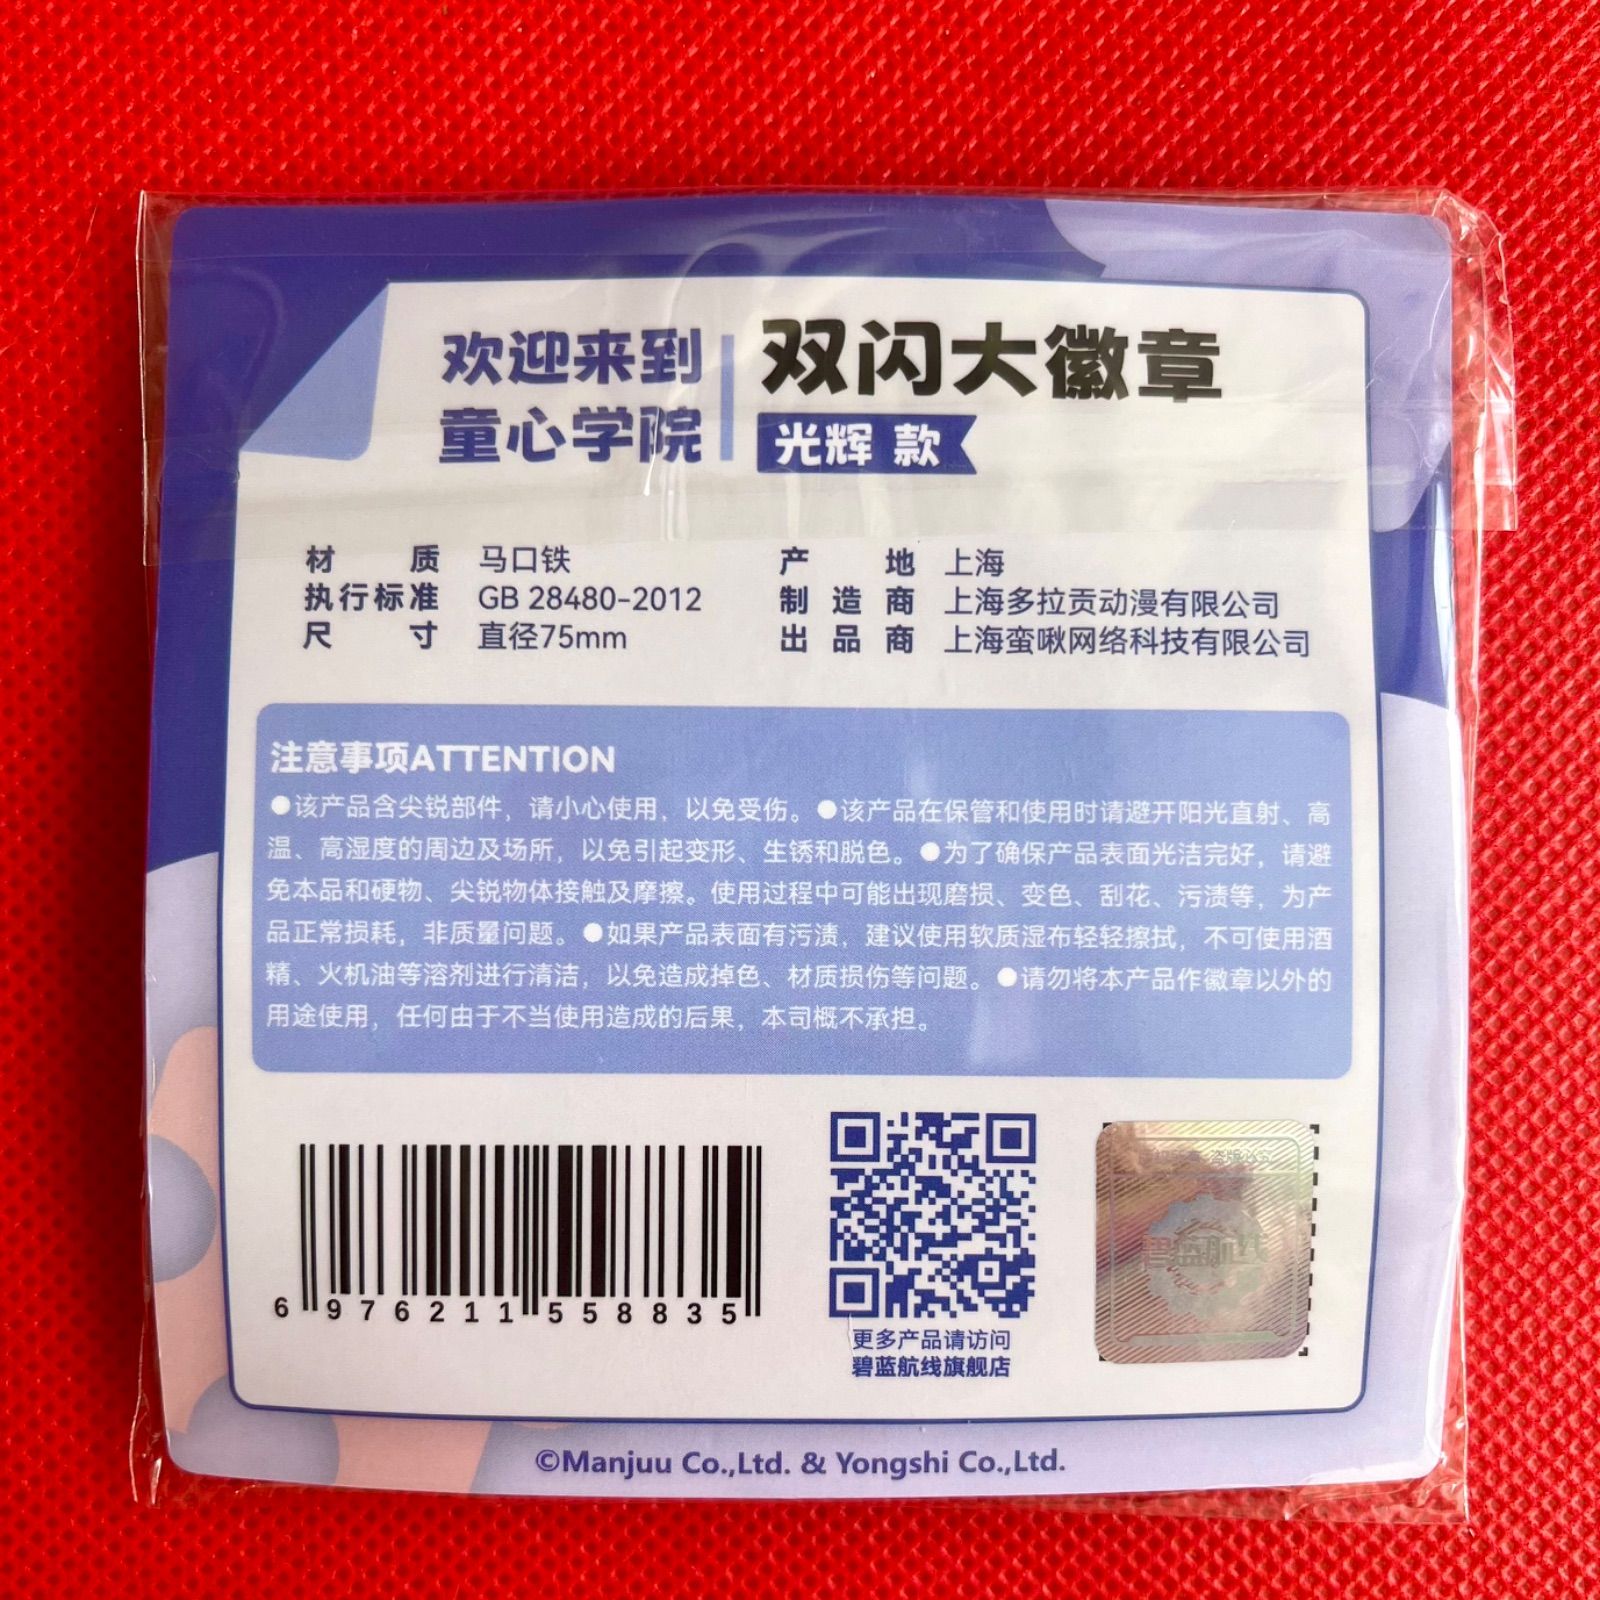 欢迎来到
童心学院
双闪大徽章
光辉 款
材质 马口铁
执行标准 GB 28480-2012
尺寸 直径75mm
产地 上海
制造商 上海多拉贡动漫有限公司
出品商 上海蛮啾网络科技有限公司
注意事项ATTENTION
●该产品含尖锐部件，请小心使用，以免受伤。●该产品在保管和使用时请避开阳光直射、高
温、高湿度的周边及场所，以免引起变形、生锈和脱色。●为了确保产品表面光洁完好，请避
免本品和硬物、尖锐物体接触及摩擦。使用过程中可能出现磨损、变色、刮花、污渍等，为产
品正常损耗，非质量问题。●如果产品表面有污渍，建议使用软质湿布轻轻擦拭，不可使用酒
精、火机油等溶剂进行清洁，以免造成掉色、材质损伤等问题。●请勿将本产品作徽章以外的
用途使用，任何由于不当使用造成的后果，本司概不承担。
6 976211 558835
更多产品请访问
碧蓝航线旗舰店
碧蓝航线
©Manjuu Co.,Ltd. & Yongshi Co.,Ltd.